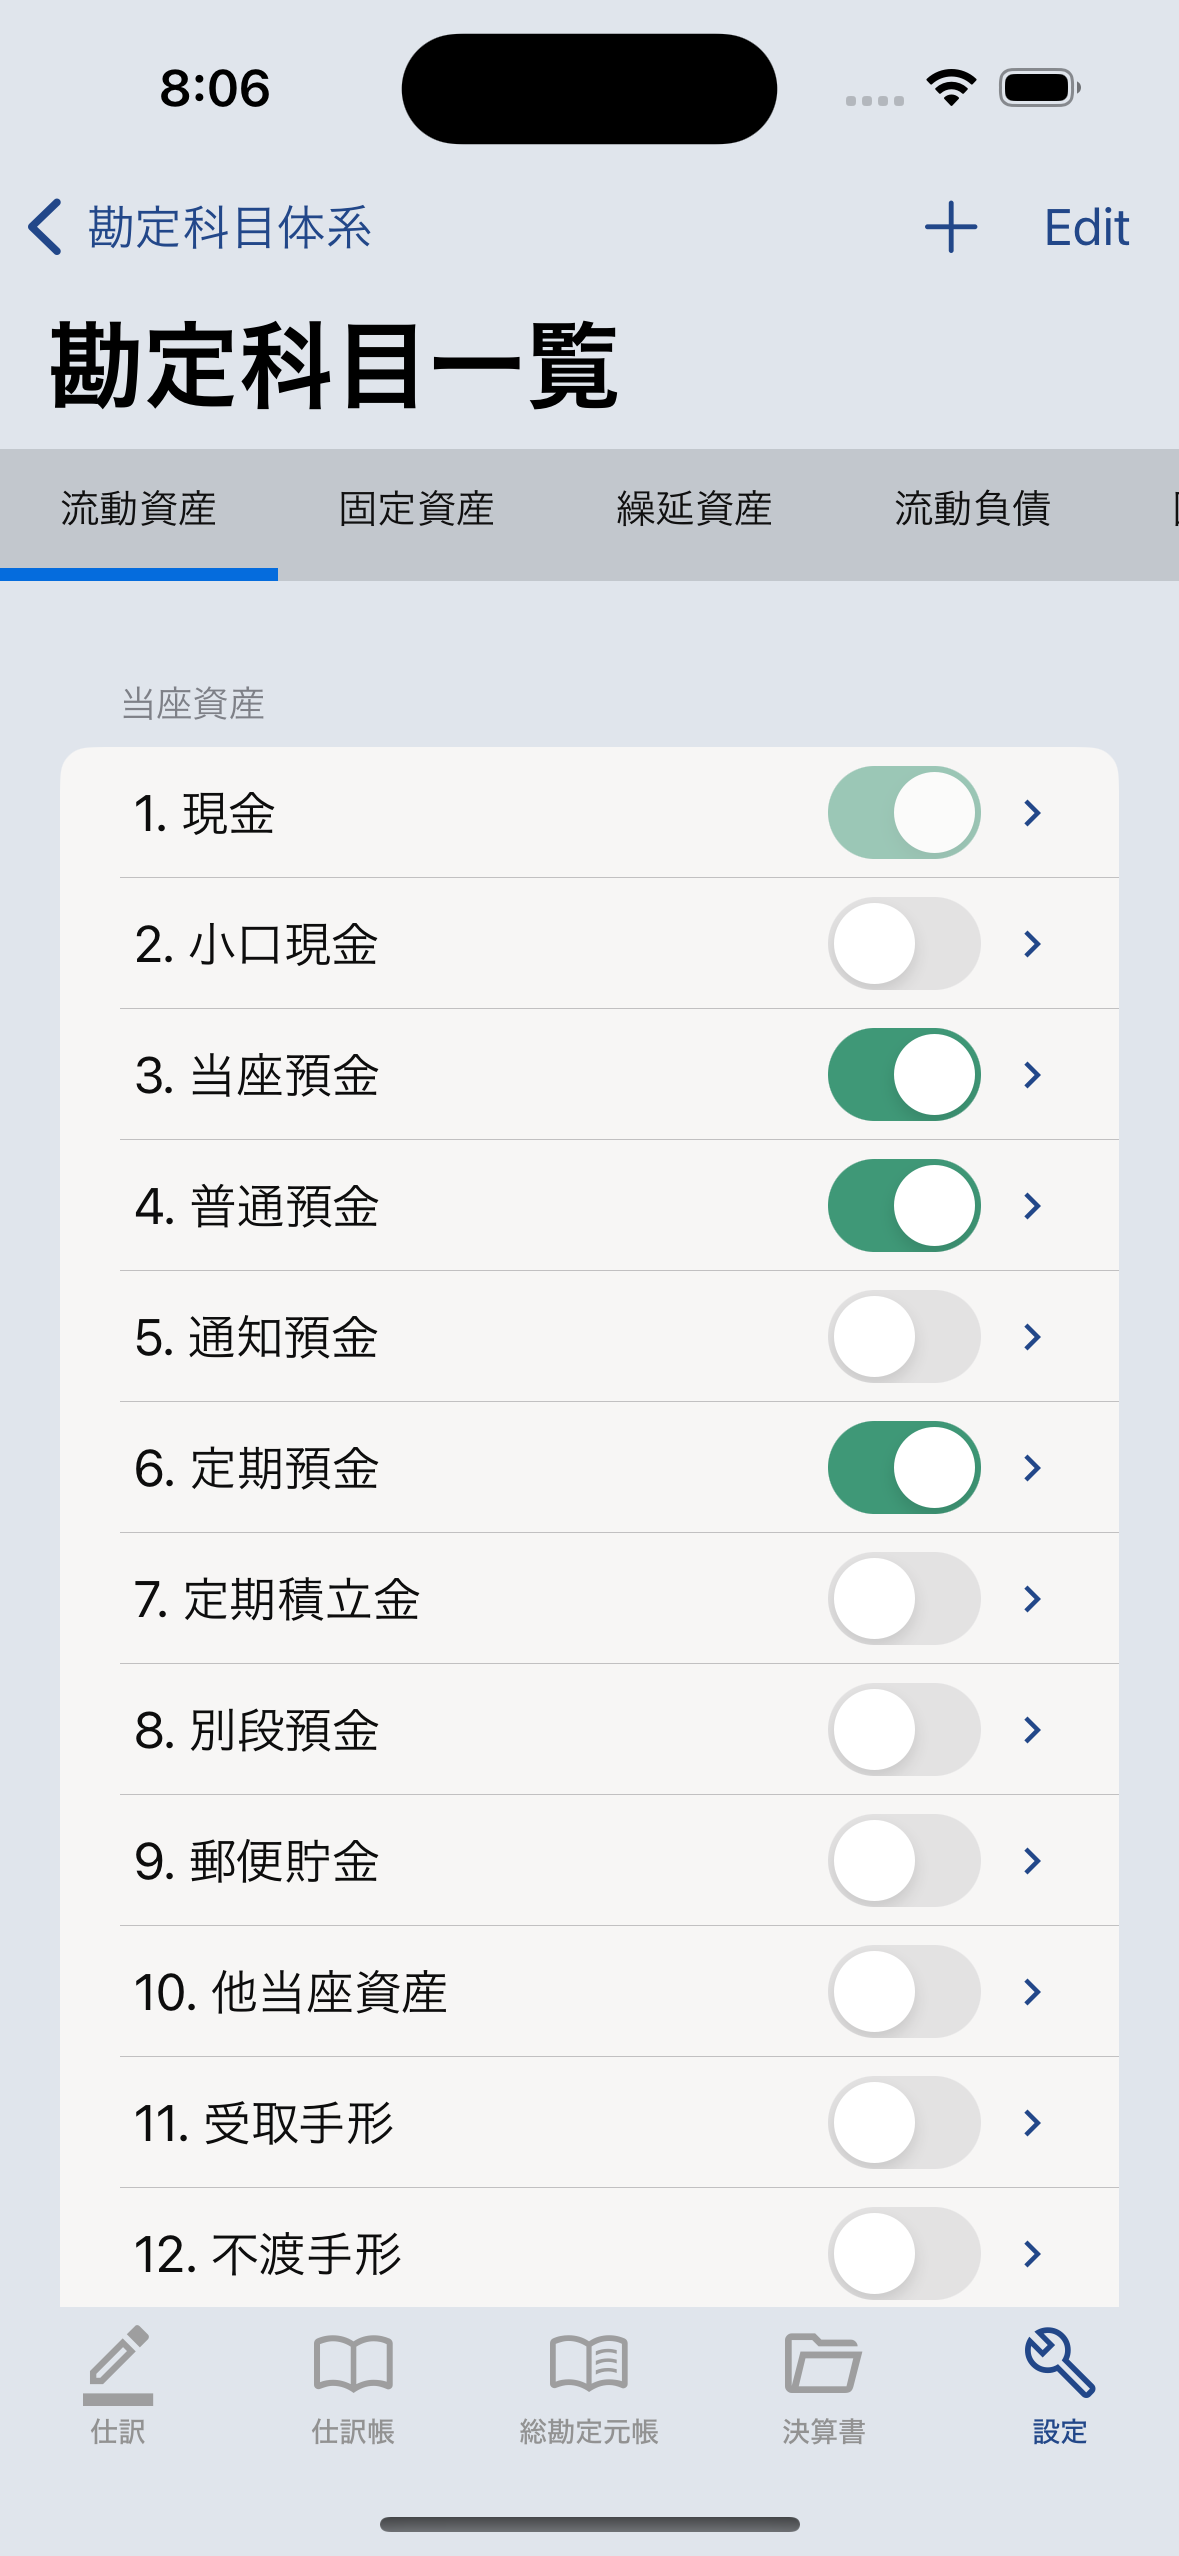 8:06
勘定科目体系
Edit
勘定科目一覧
流動資産 固定資産 繰延資産 流動負債
当座資産
1. 現金
2. 小口現金
3. 当座預金
4. 普通預金
5. 通知預金
6. 定期預金
7. 定期積立金
8. 別段預金
9. 郵便貯金
10. 他当座資産
11. 受取手形
12. 不渡手形
仕訳 仕訳帳 総勘定元帳 決算書 設定